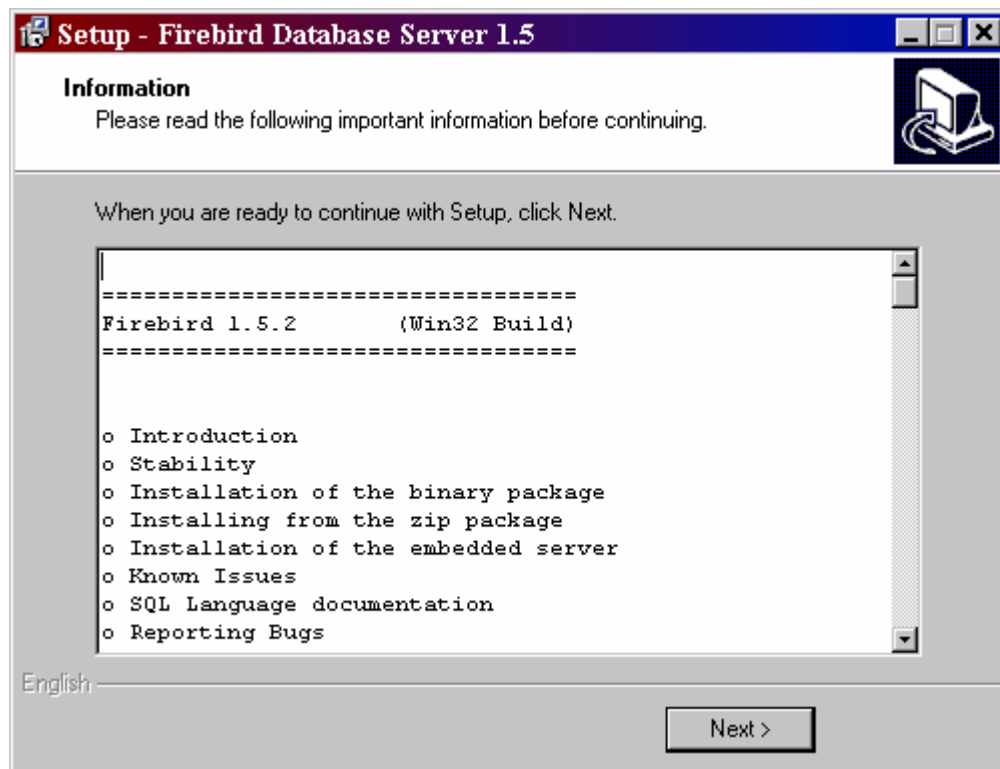 Setup - Firebird Database Server 1.5
Information
Please read the following important information before continuing.
When you are ready to continue with Setup, click Next.
==================================
Firebird 1.5.2 (Win32 Build)
==================================
o Introduction
o Stability
o Installation of the binary package
o Installing from the zip package
o Installation of the embedded server
o Known Issues
o SQL Language documentation
o Reporting Bugs
English
Next >